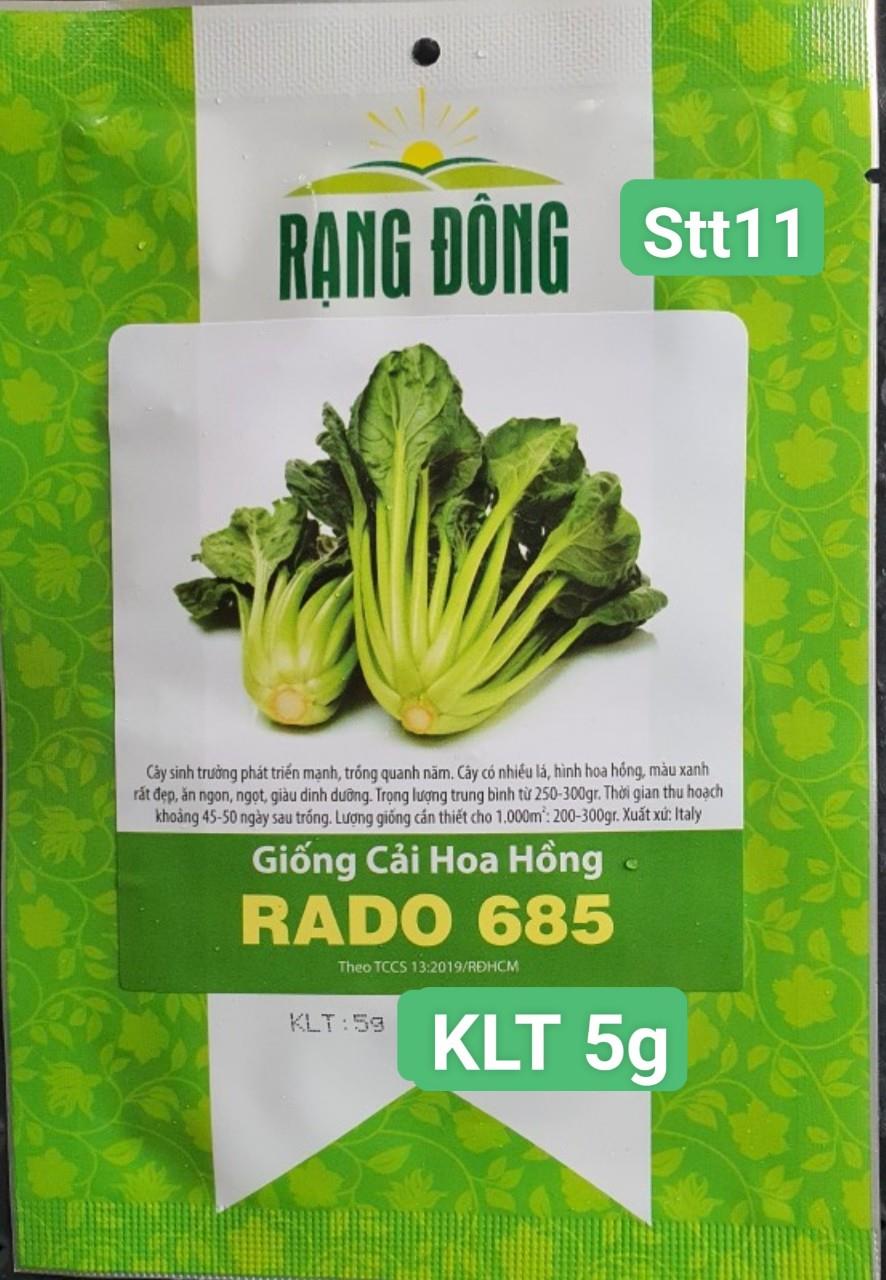 RẠNG ĐÔNG
Stt11
Cây sinh trưởng phát triển mạnh, trồng quanh năm. Cây có nhiều lá, hình hoa hồng, màu xanh
rất đẹp, ăn ngon, ngọt, giàu dinh dưỡng. Trọng lượng trung bình từ 250-300gr. Thời gian thu hoạch
khoảng 45-50 ngày sau trồng. Lượng giống cần thiết cho 1.000m²: 200-300gr. Xuất xứ: Italy
Giống Cải Hoa Hồng
RADO 685
Theo TCCS 13:2019/RĐHCM
KLT:5g
KLT 5g